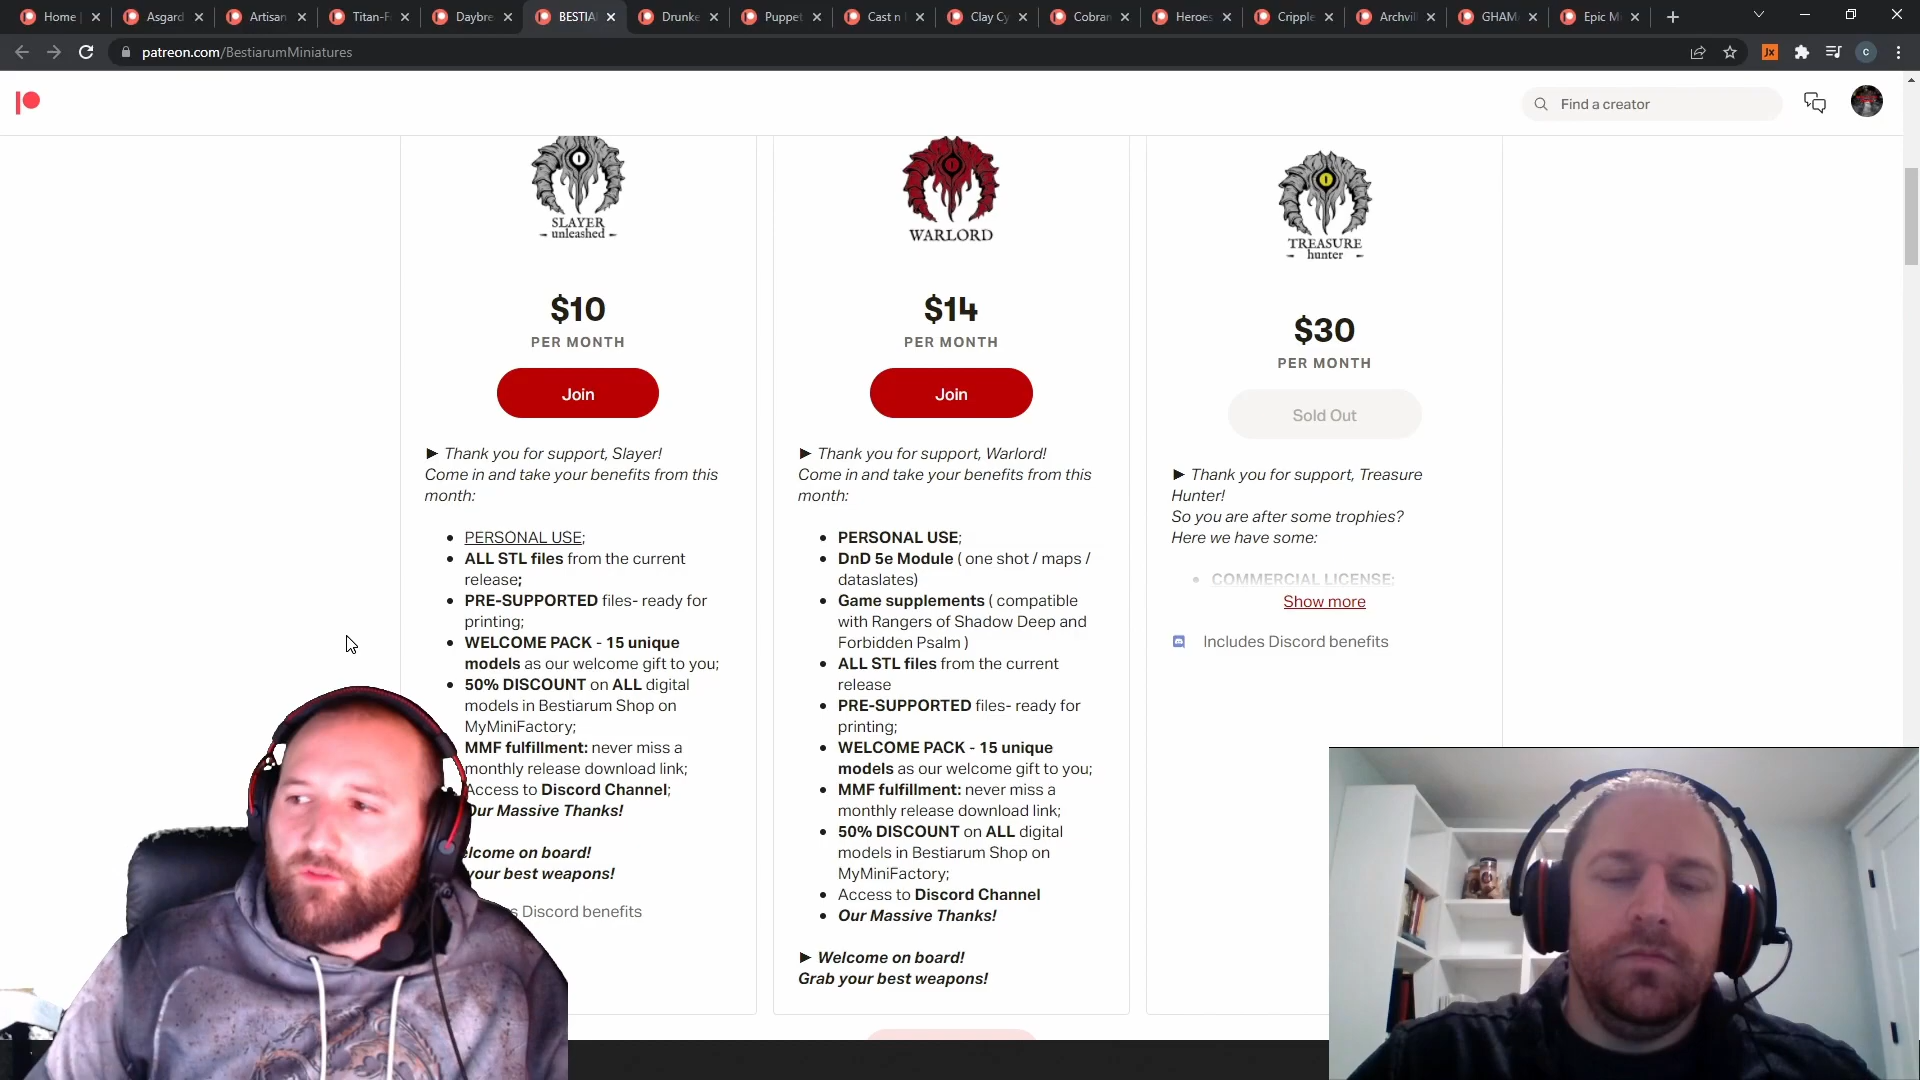 Home
Asgard
Artisan
Titan-F
Daybre
BESTIA
Drunke
Puppet
Cast n
Clay Cy
Cobran
Heroes
Cripple
Archvil
GHAM
Epic M
patreon.com/BestiarumMiniatures
Jx
C
Find a creator
SLAYER
unleashed
$10
PER MONTH
Join
► Thank you for support, Slayer!
Come in and take your benefits from this
month:
• PERSONAL USE;
• ALL STL files from the current
release;
• PRE-SUPPORTED files- ready for
printing;
• WELCOME PACK - 15 unique
models as our welcome gift to you;
• 50% DISCOUNT on ALL digital
models in Bestiarum Shop on
MyMiniFactory;
MMF fulfillment: never miss a
monthly release download link;
Access to Discord Channel;
Our Massive Thanks!
elcome on board!
your best weapons!
s Discord benefits
WARLORD
$14
PER MONTH
Join
► Thank you for support, Warlord!
Come in and take your benefits from this
month:
• PERSONAL USE;
• DnD 5e Module ( one shot / maps /
dataslates)
• Game supplements ( compatible
with Rangers of Shadow Deep and
Forbidden Psalm )
• ALL STL files from the current
release
• PRE-SUPPORTED files- ready for
printing;
• WELCOME PACK - 15 unique
models as our welcome gift to you;
• MMF fulfillment: never miss a
monthly release download link;
• 50% DISCOUNT on ALL digital
models in Bestiarum Shop on
MyMiniFactory;
• Access to Discord Channel
• Our Massive Thanks!
► Welcome on board!
Grab your best weapons!
TREASURE
hunter
$30
PER MONTH
Sold Out
► Thank you for support, Treasure
Hunter!
So you are after some trophies?
Here we have some:
• COMMERCIAL LICENSE:
Show more
Includes Discord benefits